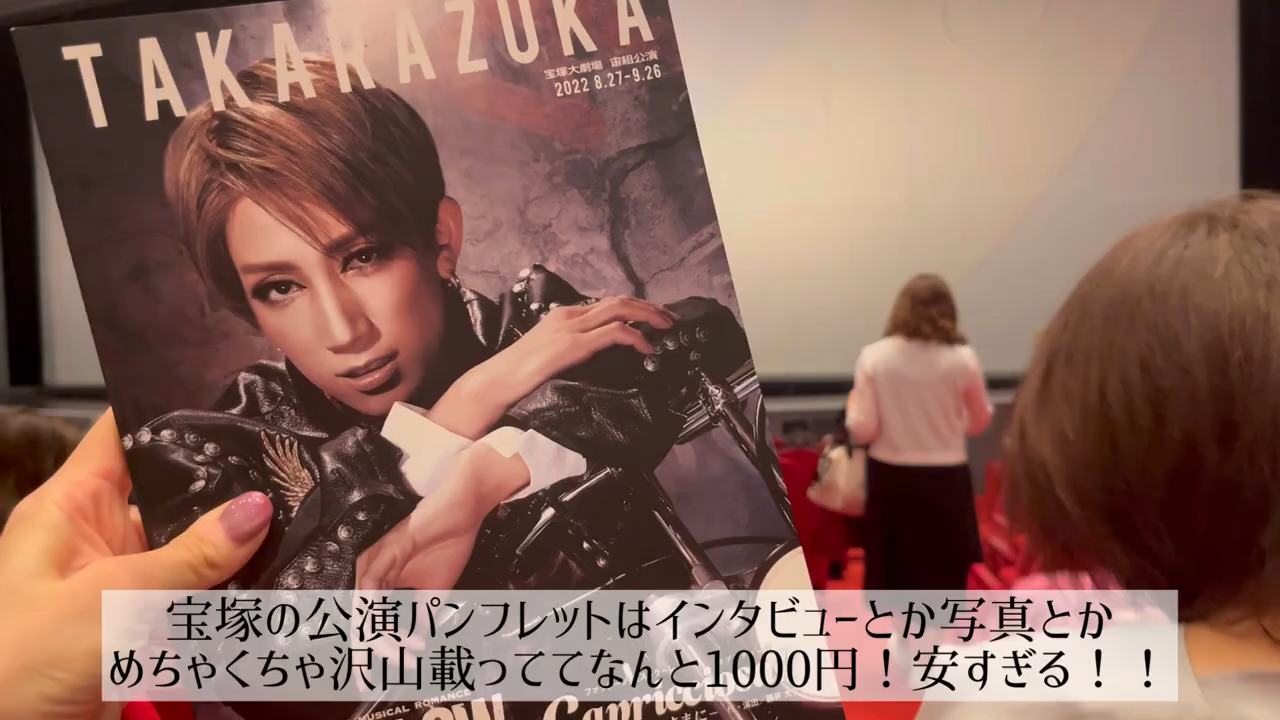 TAKARAZUKA
宝塚大劇場 宙組公演
2022 8.27-9.26
宝塚の公演パンフレットはインタビューとか写真とか
めちゃくちゃ沢山載っててなんと1000円！安すぎる！！
MUSICAL ROMANCE